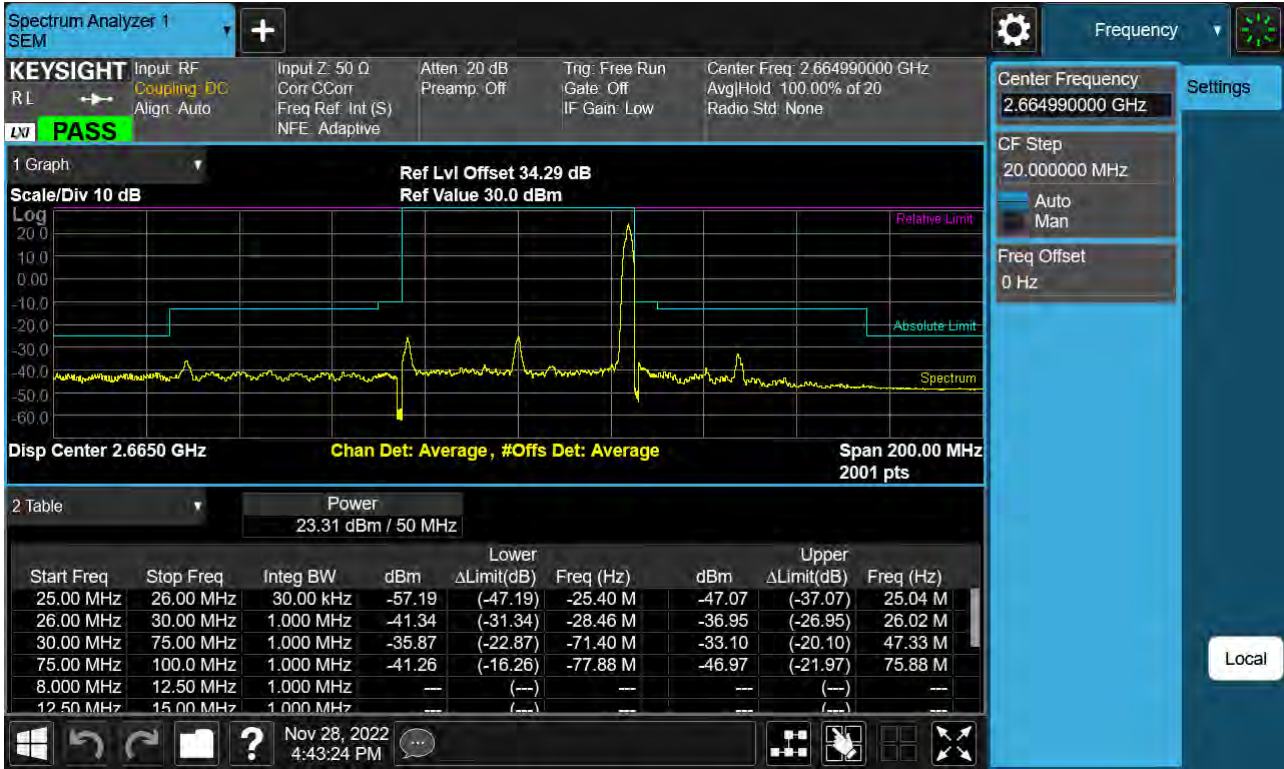 Spectrum Analyzer 1
SEM
Frequency
KEYSIGHT
R L
LXI
PASS
Input: RF
Coupling: DC
Align: Auto
Input Z: 50 Ω
Corr CCorr
Freq Ref: Int (S)
NFE: Adaptive
Atten: 20 dB
Preamp: Off
Trig: Free Run
Gate: Off
IF Gain: Low
Center Freq: 2.664990000 GHz
Avg|Hold: 100.00% of 20
Radio Std: None
Center Frequency
2.664990000 GHz
Settings
CF Step
20.000000 MHz
Auto
Man
Freq Offset
0 Hz
Local
1 Graph
Scale/Div 10 dB
Ref Lvl Offset 34.29 dB
Ref Value 30.0 dBm
Log
20.0
10.0
0.00
-10.0
-20.0
-30.0
-40.0
-50.0
-60.0
Relative Limit
Absolute Limit
Spectrum
Disp Center 2.6650 GHz
Chan Det: Average, #Offs Det: Average
Span 200.00 MHz
2001 pts
2 Table
Power
23.31 dBm / 50 MHz
Lower Upper
Start Freq Stop Freq Integ BW dBm ΔLimit(dB) Freq (Hz) dBm ΔLimit(dB) Freq (Hz)
25.00 MHz 26.00 MHz 30.00 kHz -57.19 (-47.19) -25.40 M -47.07 (-37.07) 25.04 M
26.00 MHz 30.00 MHz 1.000 MHz -41.34 (-31.34) -28.46 M -36.95 (-26.95) 26.02 M
30.00 MHz 75.00 MHz 1.000 MHz -35.87 (-22.87) -71.40 M -33.10 (-20.10) 47.33 M
75.00 MHz 100.0 MHz 1.000 MHz -41.26 (-16.26) -77.88 M -46.97 (-21.97) 75.88 M
8.000 MHz 12.50 MHz 1.000 MHz --- (---) --- --- (---) ---
12.50 MHz 15.00 MHz 1.000 MHz --- (---) --- --- (---) ---
?
Nov 28, 2022
4:43:24 PM